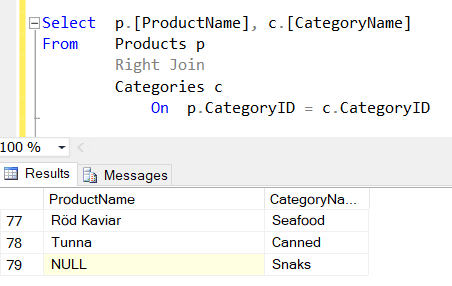 Select p.[ProductName], c.[CategoryName]
From Products p
Right Join
Categories c
On p.CategoryID = c.CategoryID
100 %
Results Messages
ProductName CategoryNa...
77 Röd Kaviar Seafood
78 Tunna Canned
79 NULL Snaks